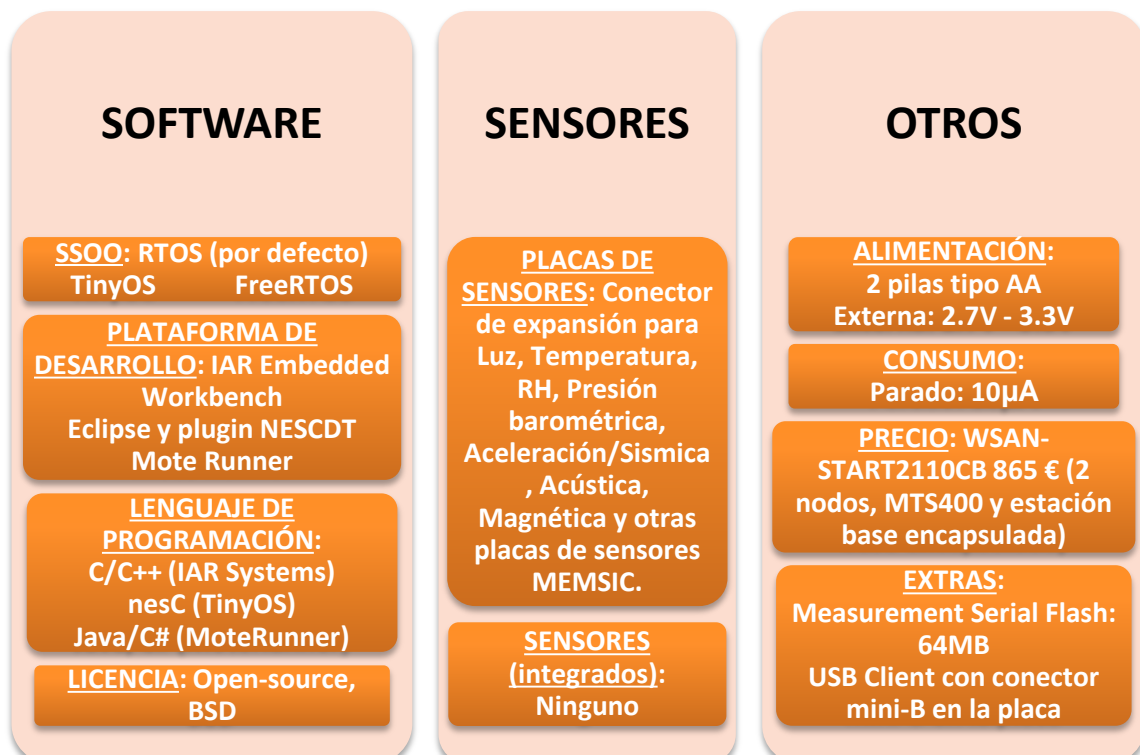 SOFTWARE
SSOO: RTOS (por defecto)
TinyOS FreeRTOS
PLATAFORMA DE
DESARROLLO: IAR Embedded
Workbench
Eclipse y plugin NESCDT
Mote Runner
LENGUAJE DE
PROGRAMACIÓN:
C/C++ (IAR Systems)
nesC (TinyOS)
Java/C# (MoteRunner)
LICENCIA: Open-source,
BSD
SENSORES
PLACAS DE
SENSORES: Conector
de expansión para
Luz, Temperatura,
RH, Presión
barométrica,
Aceleración/Sismica
, Acústica,
Magnética y otras
placas de sensores
MEMSIC.
SENSORES
(integrados):
Ninguno
OTROS
ALIMENTACIÓN:
2 pilas tipo AA
Externa: 2.7V - 3.3V
CONSUMO:
Parado: 10μA
PRECIO: WSAN-
START2110CB 865 € (2
nodos, MTS400 y estación
base encapsulada)
EXTRAS:
Measurement Serial Flash:
64MB
USB Client con conector
mini-B en la placa